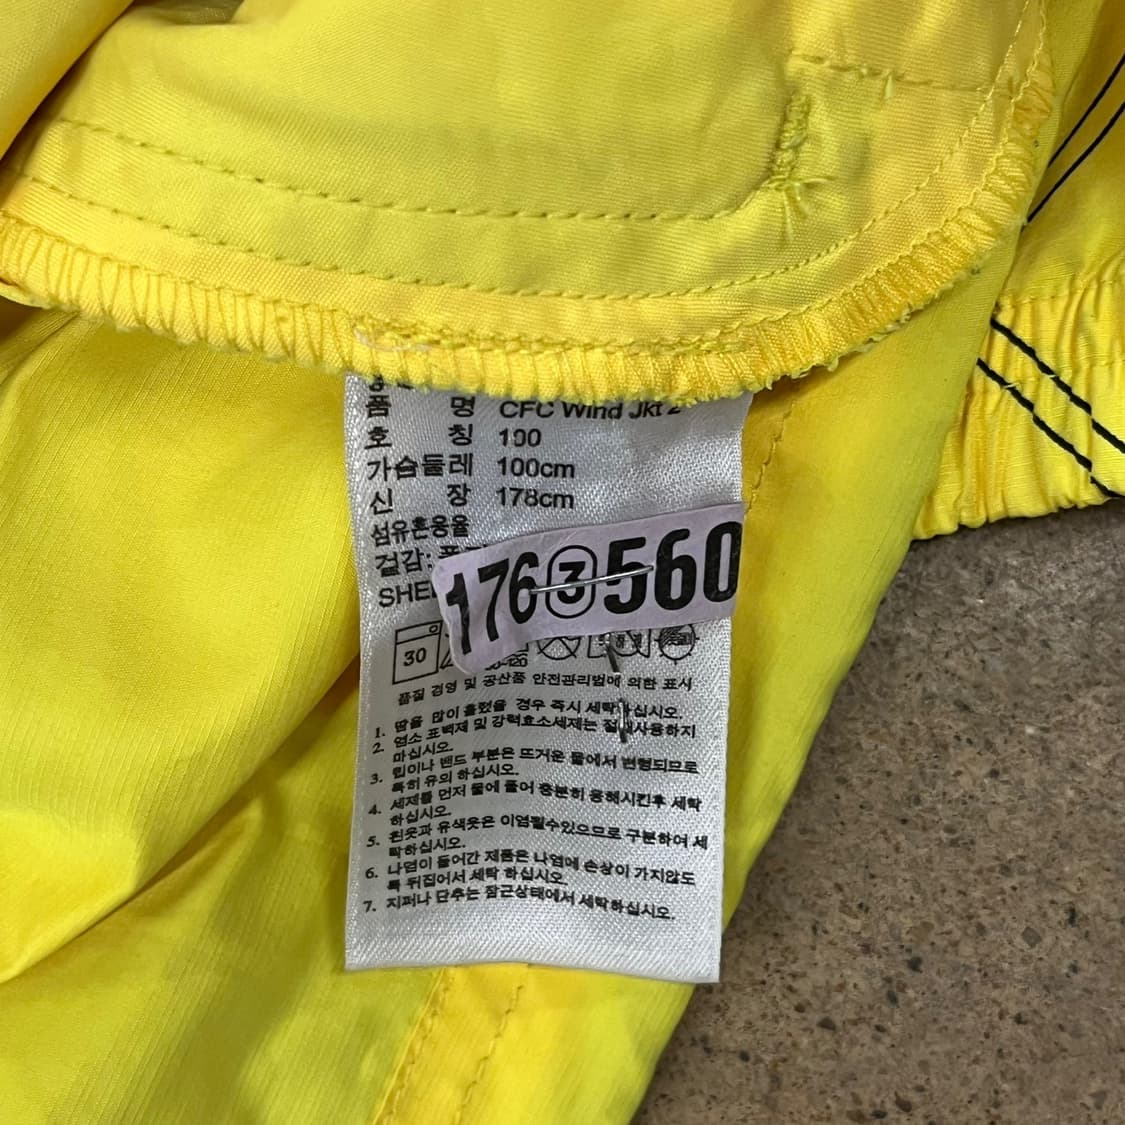 품 명 CFC Wind Jkt 2
호 칭 100
가슴둘레 100cm
신 장 178cm
섬유혼용율
겉감:
176 3 560
30
품질 경영 및 공산품 안전관리법에 의한 표시
1. 땀을 많이 흘렸을 경우 즉시 세탁하십시오.
2. 염소 표백제 및 강력효소세제는 절대사용하지
마십시오.
3. 린이나 밴드 부분은 뜨거운 물에서 변형되므로
특히 유의 하십시오.
4. 세제를 먼저 물에 풀어 충분히 용해시킨후 세탁
하십시오.
5. 흰옷과 유색옷은 이염될수있으므로 구분하여 세
탁하십시오.
6. 나염이 들어간 제품은 나염에 손상이 가지않도
록 뒤집어서 세탁 하십시오.
7. 지퍼나 단추는 잠근상태에서 세탁하십시오.